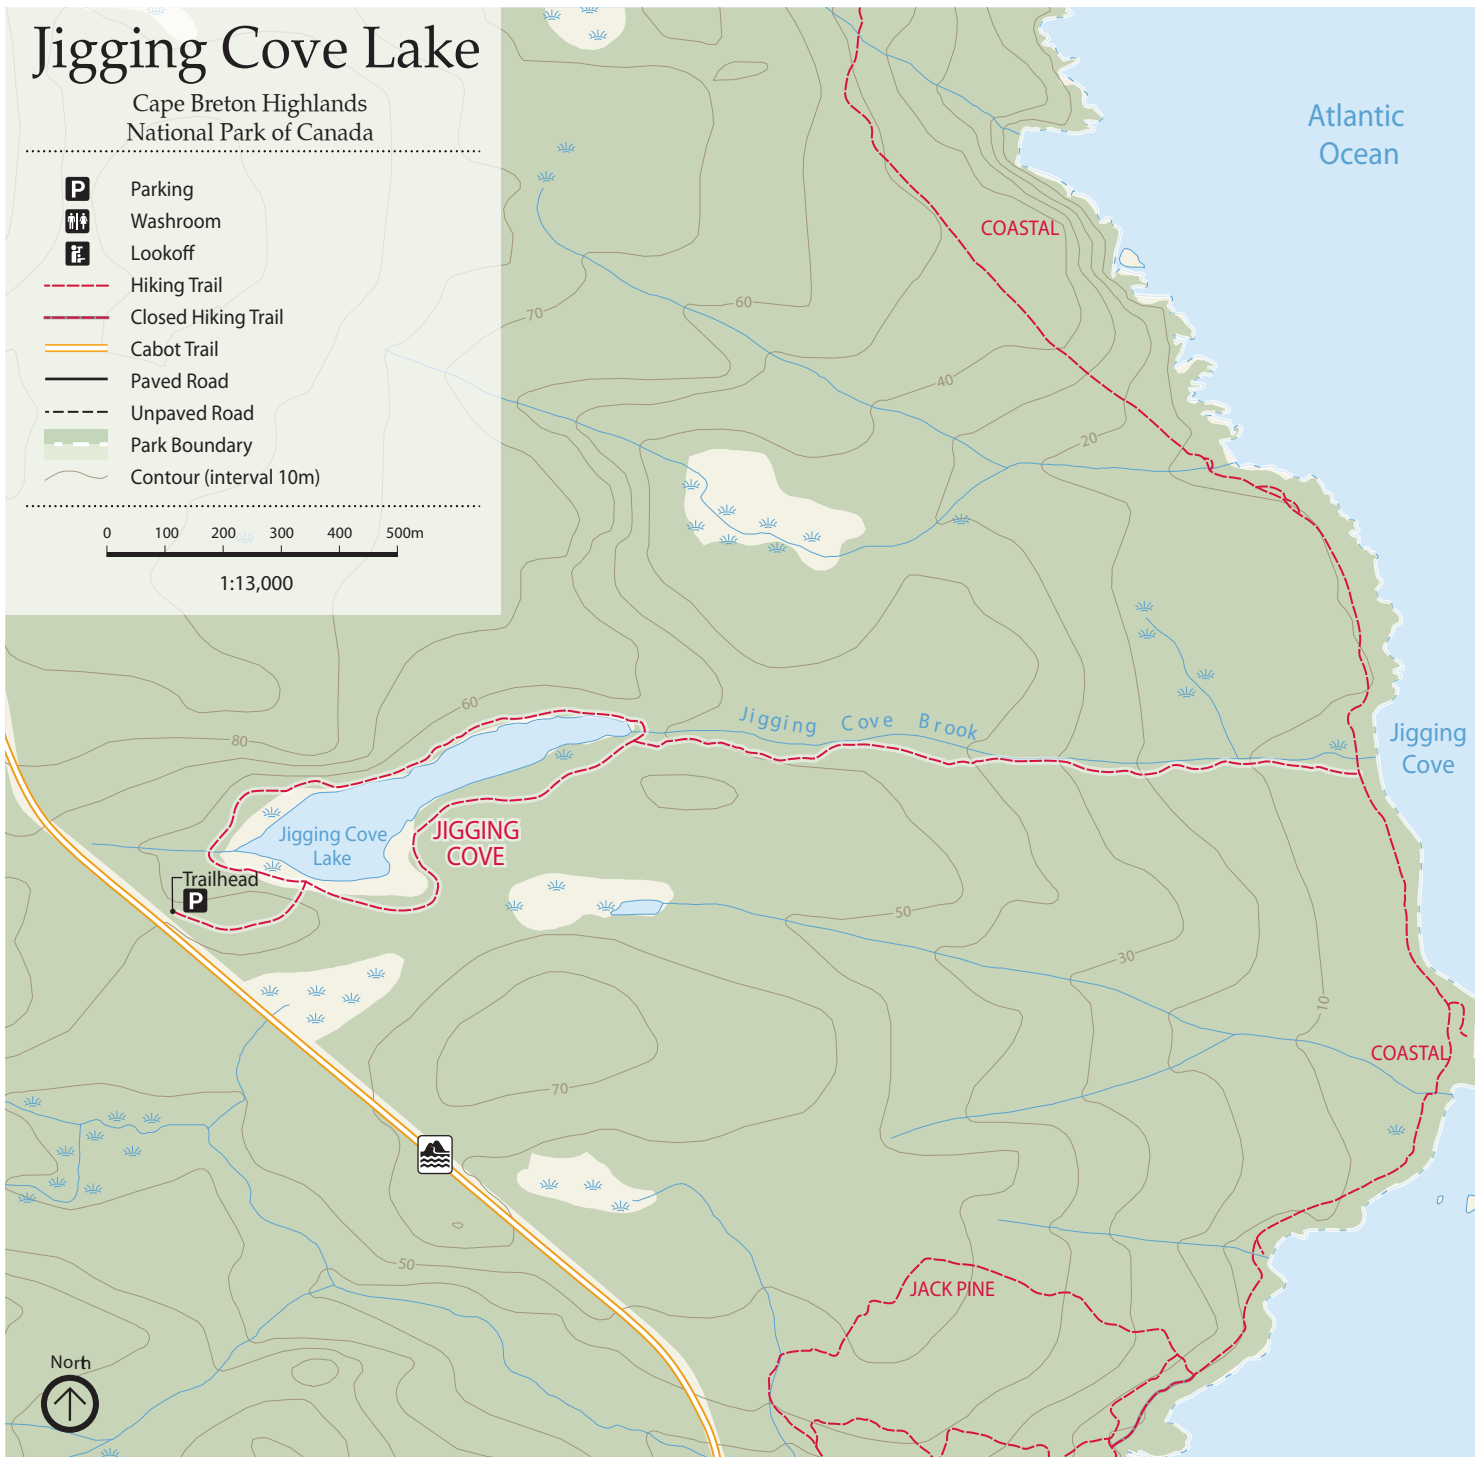 Jigging Cove Lake
Cape Breton Highlands
National Park of Canada
P Parking
Washroom
Lookoff
Hiking Trail
Closed Hiking Trail
Cabot Trail
Paved Road
Unpaved Road
Park Boundary
Contour (interval 10m)
0 100 200 300 400 500m
1:13,000
Atlantic
Ocean
COASTAL
60
70
40
20
60
80
Jigging Cove Brook
Jigging
Cove
Jigging Cove
Lake
JIGGING
COVE
Trailhead
P
50
30
10
COASTAL
70
50
JACK PINE
North